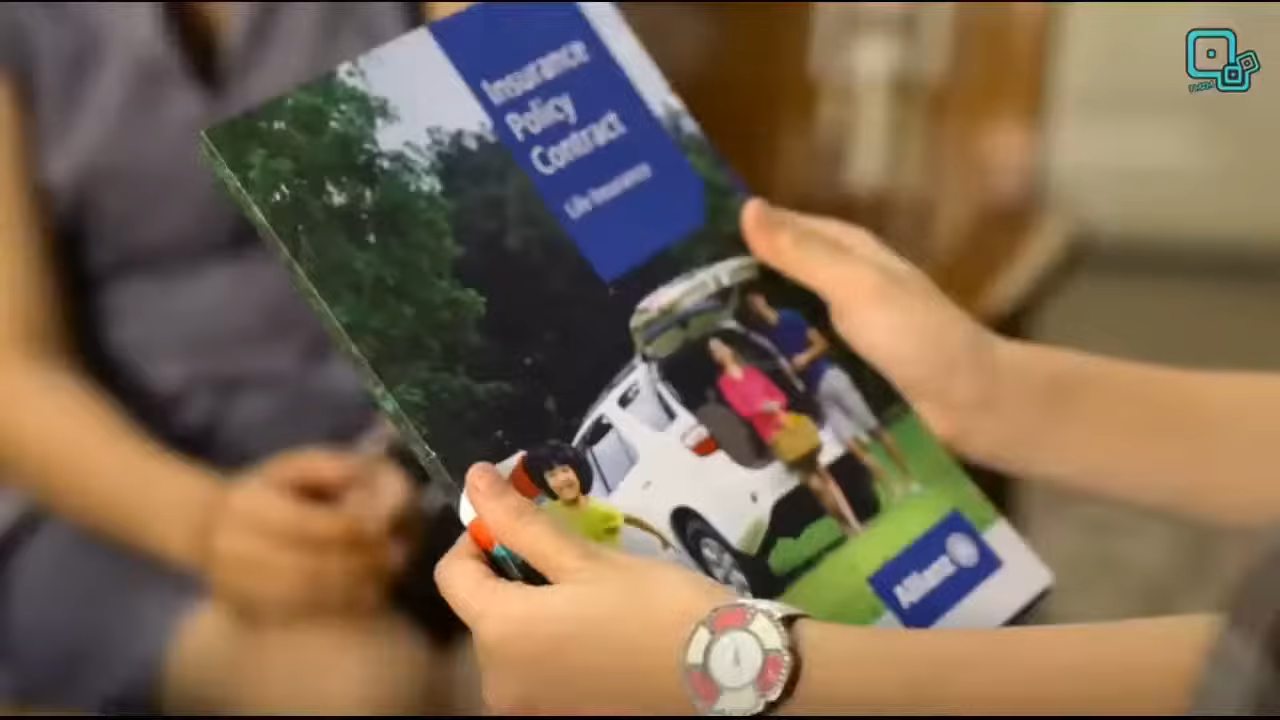 Insurance
Policy
Contract
Life Insurance
Allianz